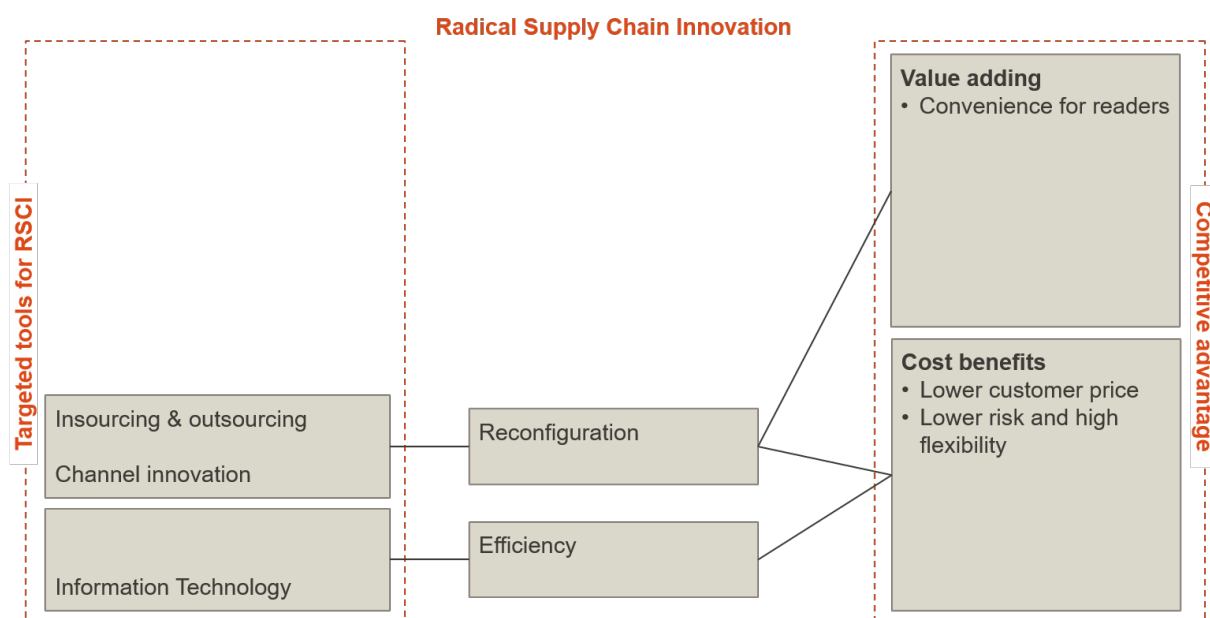 Radical Supply Chain Innovation
Targeted tools for RSCI
Insourcing & outsourcing
Channel innovation
Information Technology
Reconfiguration
Efficiency
Value adding
• Convenience for readers
Cost benefits
• Lower customer price
• Lower risk and high
flexibility
Competitive advantage